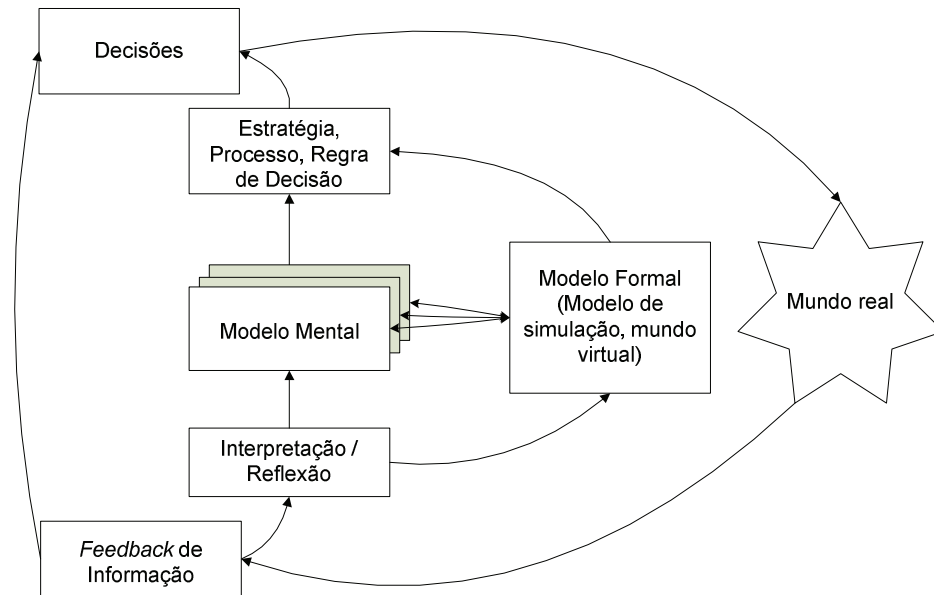 Decisões
Estratégia,
Processo, Regra
de Decisão
Modelo Formal
(Modelo de
simulação, mundo
virtual)
Mundo real
Modelo Mental
Interpretação /
Reflexão
Feedback de
Informação